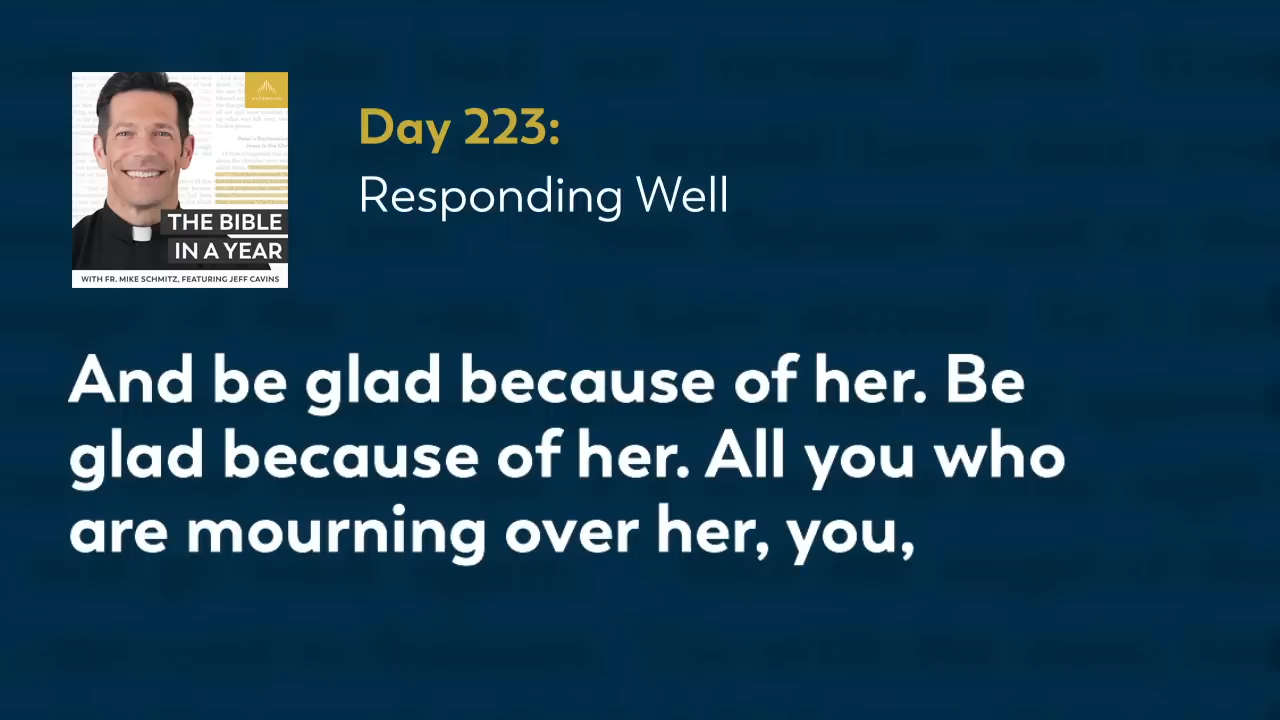 Day 223:
Responding Well
THE BIBLE
IN A YEAR
WITH FR. MIKE SCHMITZ, FEATURING JEFF CAVINS
And be glad because of her. Be
glad because of her. All you who
are mourning over her, you,